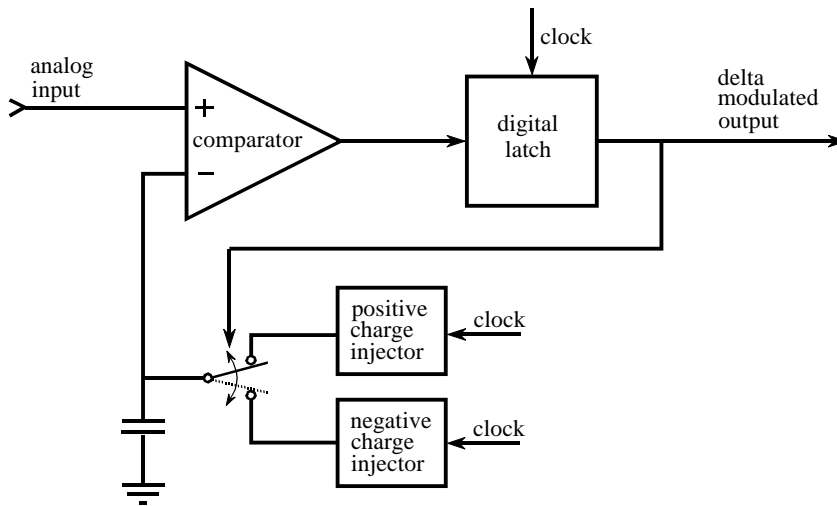 analog
input
+
comparator
−
clock
digital
latch
delta
modulated
output
positive
charge
injector
clock
negative
charge
injector
clock